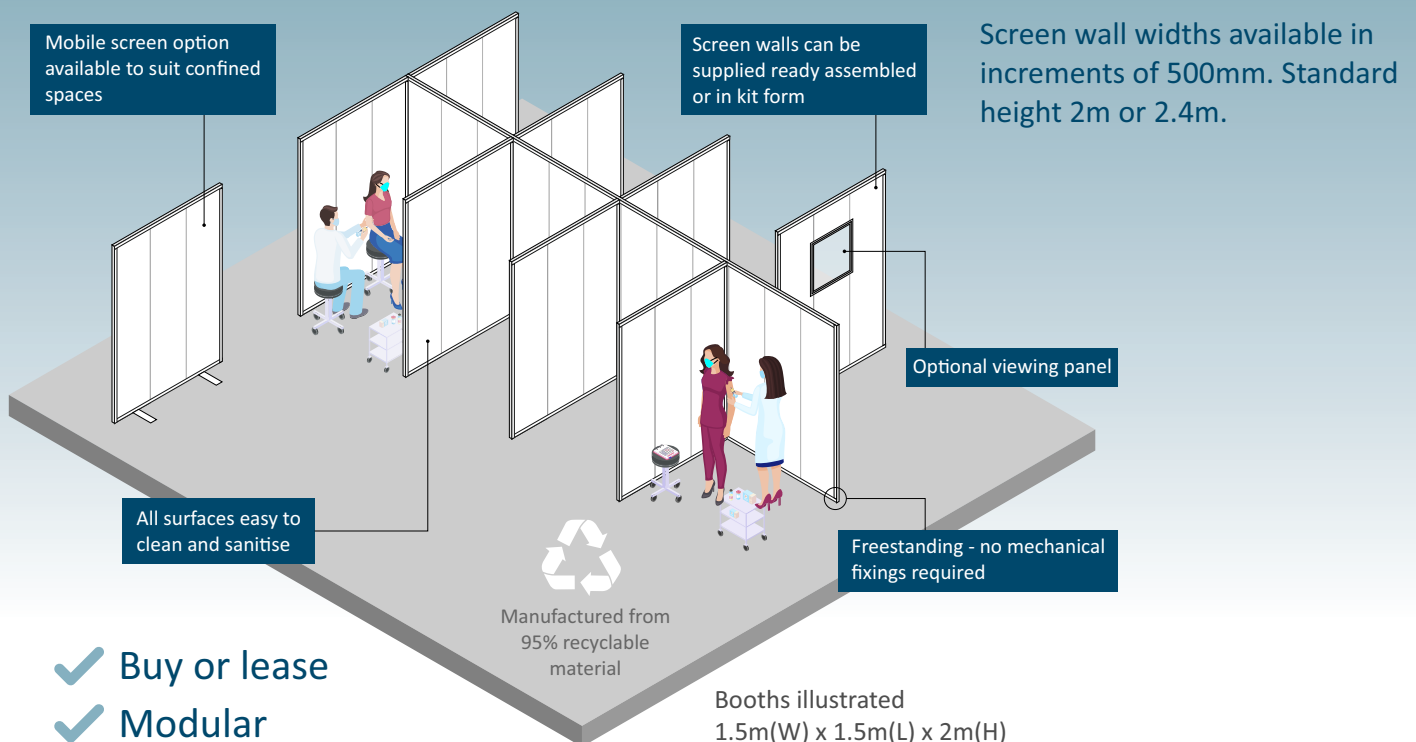 Mobile screen option
available to suit confined
spaces
Screen walls can be
supplied ready assembled
or in kit form
Screen wall widths available in
increments of 500mm. Standard
height 2m or 2.4m.
Optional viewing panel
All surfaces easy to
clean and sanitise
Freestanding - no mechanical
fixings required
Manufactured from
95% recyclable
material
Buy or lease
Modular
Booths illustrated
1.5m(W) x 1.5m(L) x 2m(H)